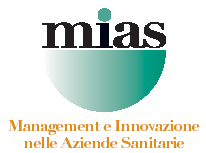 mias
Management e Innovazione
nelle Aziende Sanitarie